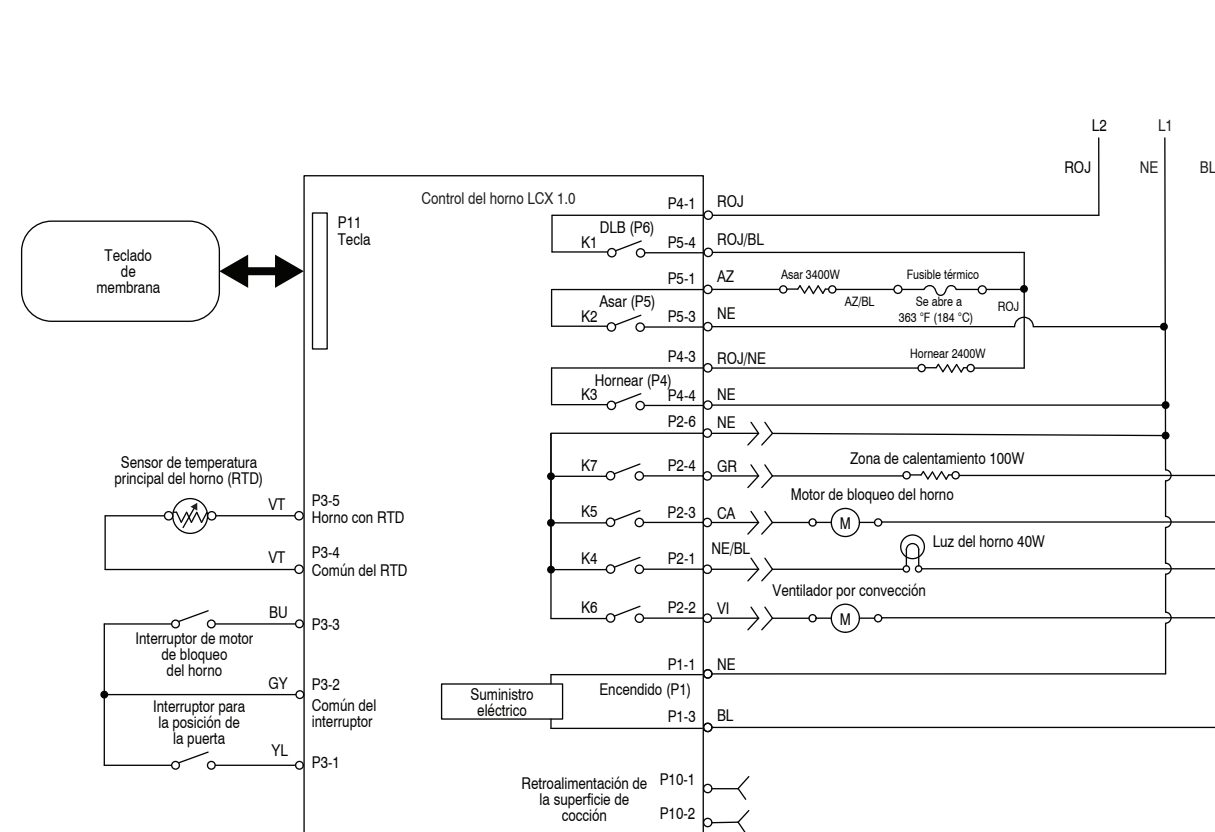 L2
L1
ROJ
NE
BL
Control del horno LCX 1.0
P4-1
ROJ
P11
Tecla
DLB (P6)
K1
P5-4
ROJ/BL
Teclado
de
membrana
P5-1
AZ
Asar 3400W
AZ/BL
Fusible térmico
Se abre a
363 °F (184 °C)
ROJ
Asar (P5)
K2
P5-3
NE
P4-3
ROJ/NE
Hornear 2400W
Hornear (P4)
K3
P4-4
NE
P2-6
NE
K7
P2-4
GR
Zona de calentamiento 100W
Sensor de temperatura
principal del horno (RTD)
VT
P3-5
Horno con RTD
Motor de bloqueo del horno
K5
P2-3
CA
M
VT
P3-4
Común del RTD
K4
P2-1
NE/BL
Luz del horno 40W
Ventilador por convección
K6
P2-2
VI
M
BU
P3-3
Interruptor de motor
de bloqueo
del horno
GY
P3-2
Común del
interruptor
Interruptor para
la posición de
la puerta
YL
P3-1
P1-1
NE
Suministro
eléctrico
Encendido (P1)
P1-3
BL
Retroalimentación de
la superficie de
cocción
P10-1
P10-2